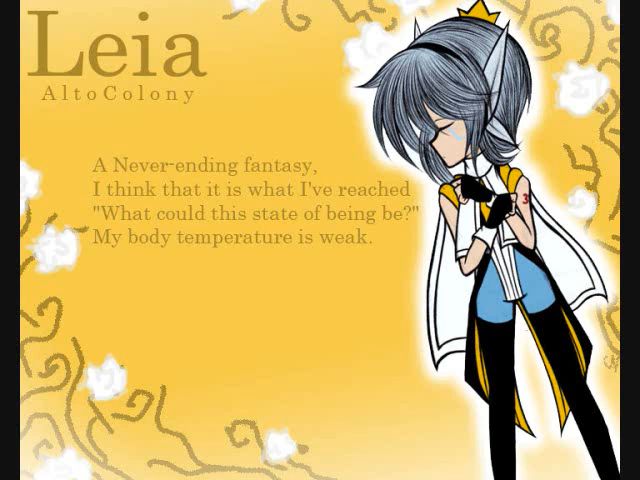 Leia
AltoColony
A Never-ending fantasy,
I think that it is what I've reached
"What could this state of being be?"
My body temperature is weak.
3